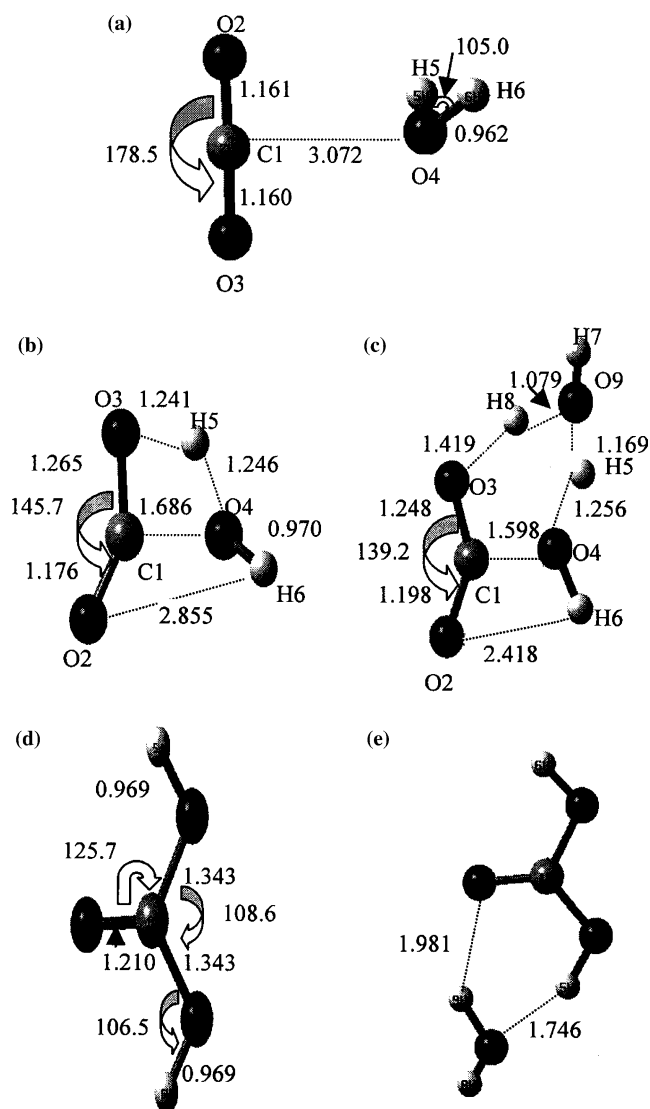 (a)
O2
105.0
H5
H6
1.161
178.5
C1
3.072
0.962
O4
1.160
O3
(b)
O3
1.241
H5
1.265
1.246
145.7
1.686
O4
0.970
1.176
C1
H6
2.855
O2
(c)
H7
1.079
O9
H8
1.419
1.169
O3
H5
1.248
1.256
1.598
139.2
O4
C1
1.198
H6
2.418
O2
(d)
0.969
125.7
1.343
108.6
1.210
1.343
106.5
0.969
(e)
1.981
1.746